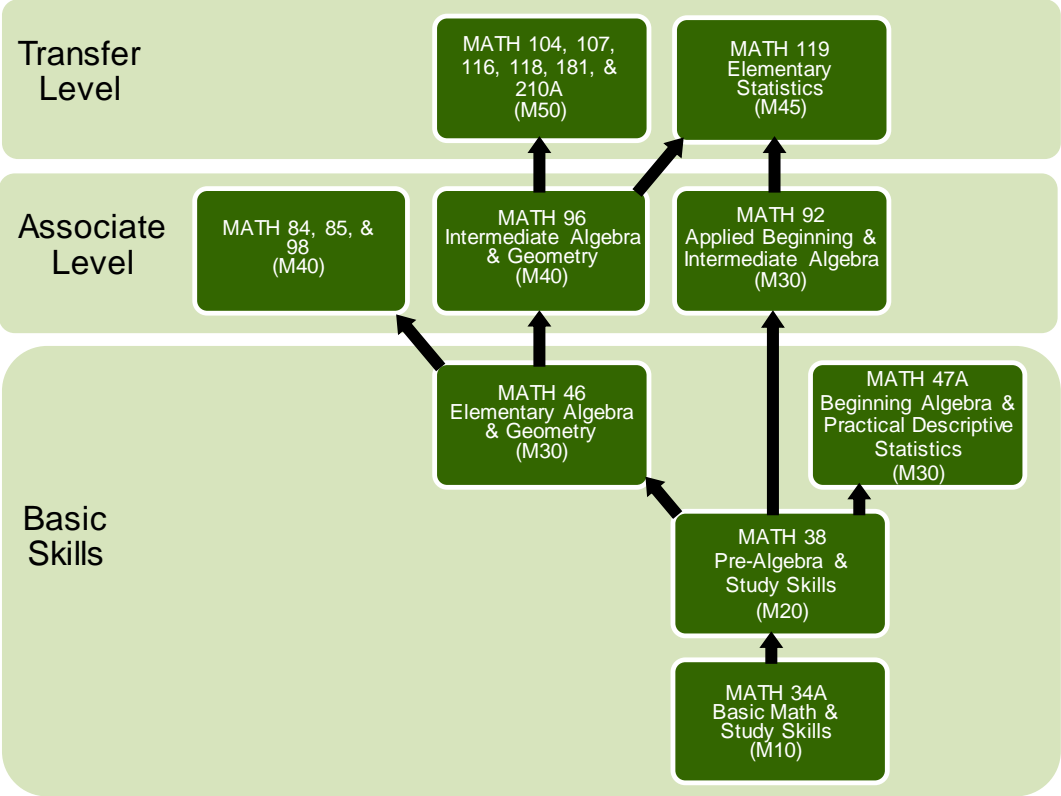 Transfer
Level
MATH 104, 107,
116, 118, 181, &
210A
(M50)
MATH 119
Elementary
Statistics
(M45)
Associate
Level
MATH 84, 85, &
98
(M40)
MATH 96
Intermediate Algebra
& Geometry
(M40)
MATH 92
Applied Beginning &
Intermediate Algebra
(M30)
Basic
Skills
MATH 46
Elementary Algebra
& Geometry
(M30)
MATH 47A
Beginning Algebra &
Practical Descriptive
Statistics
(M30)
MATH 38
Pre-Algebra &
Study Skills
(M20)
MATH 34A
Basic Math &
Study Skills
(M10)